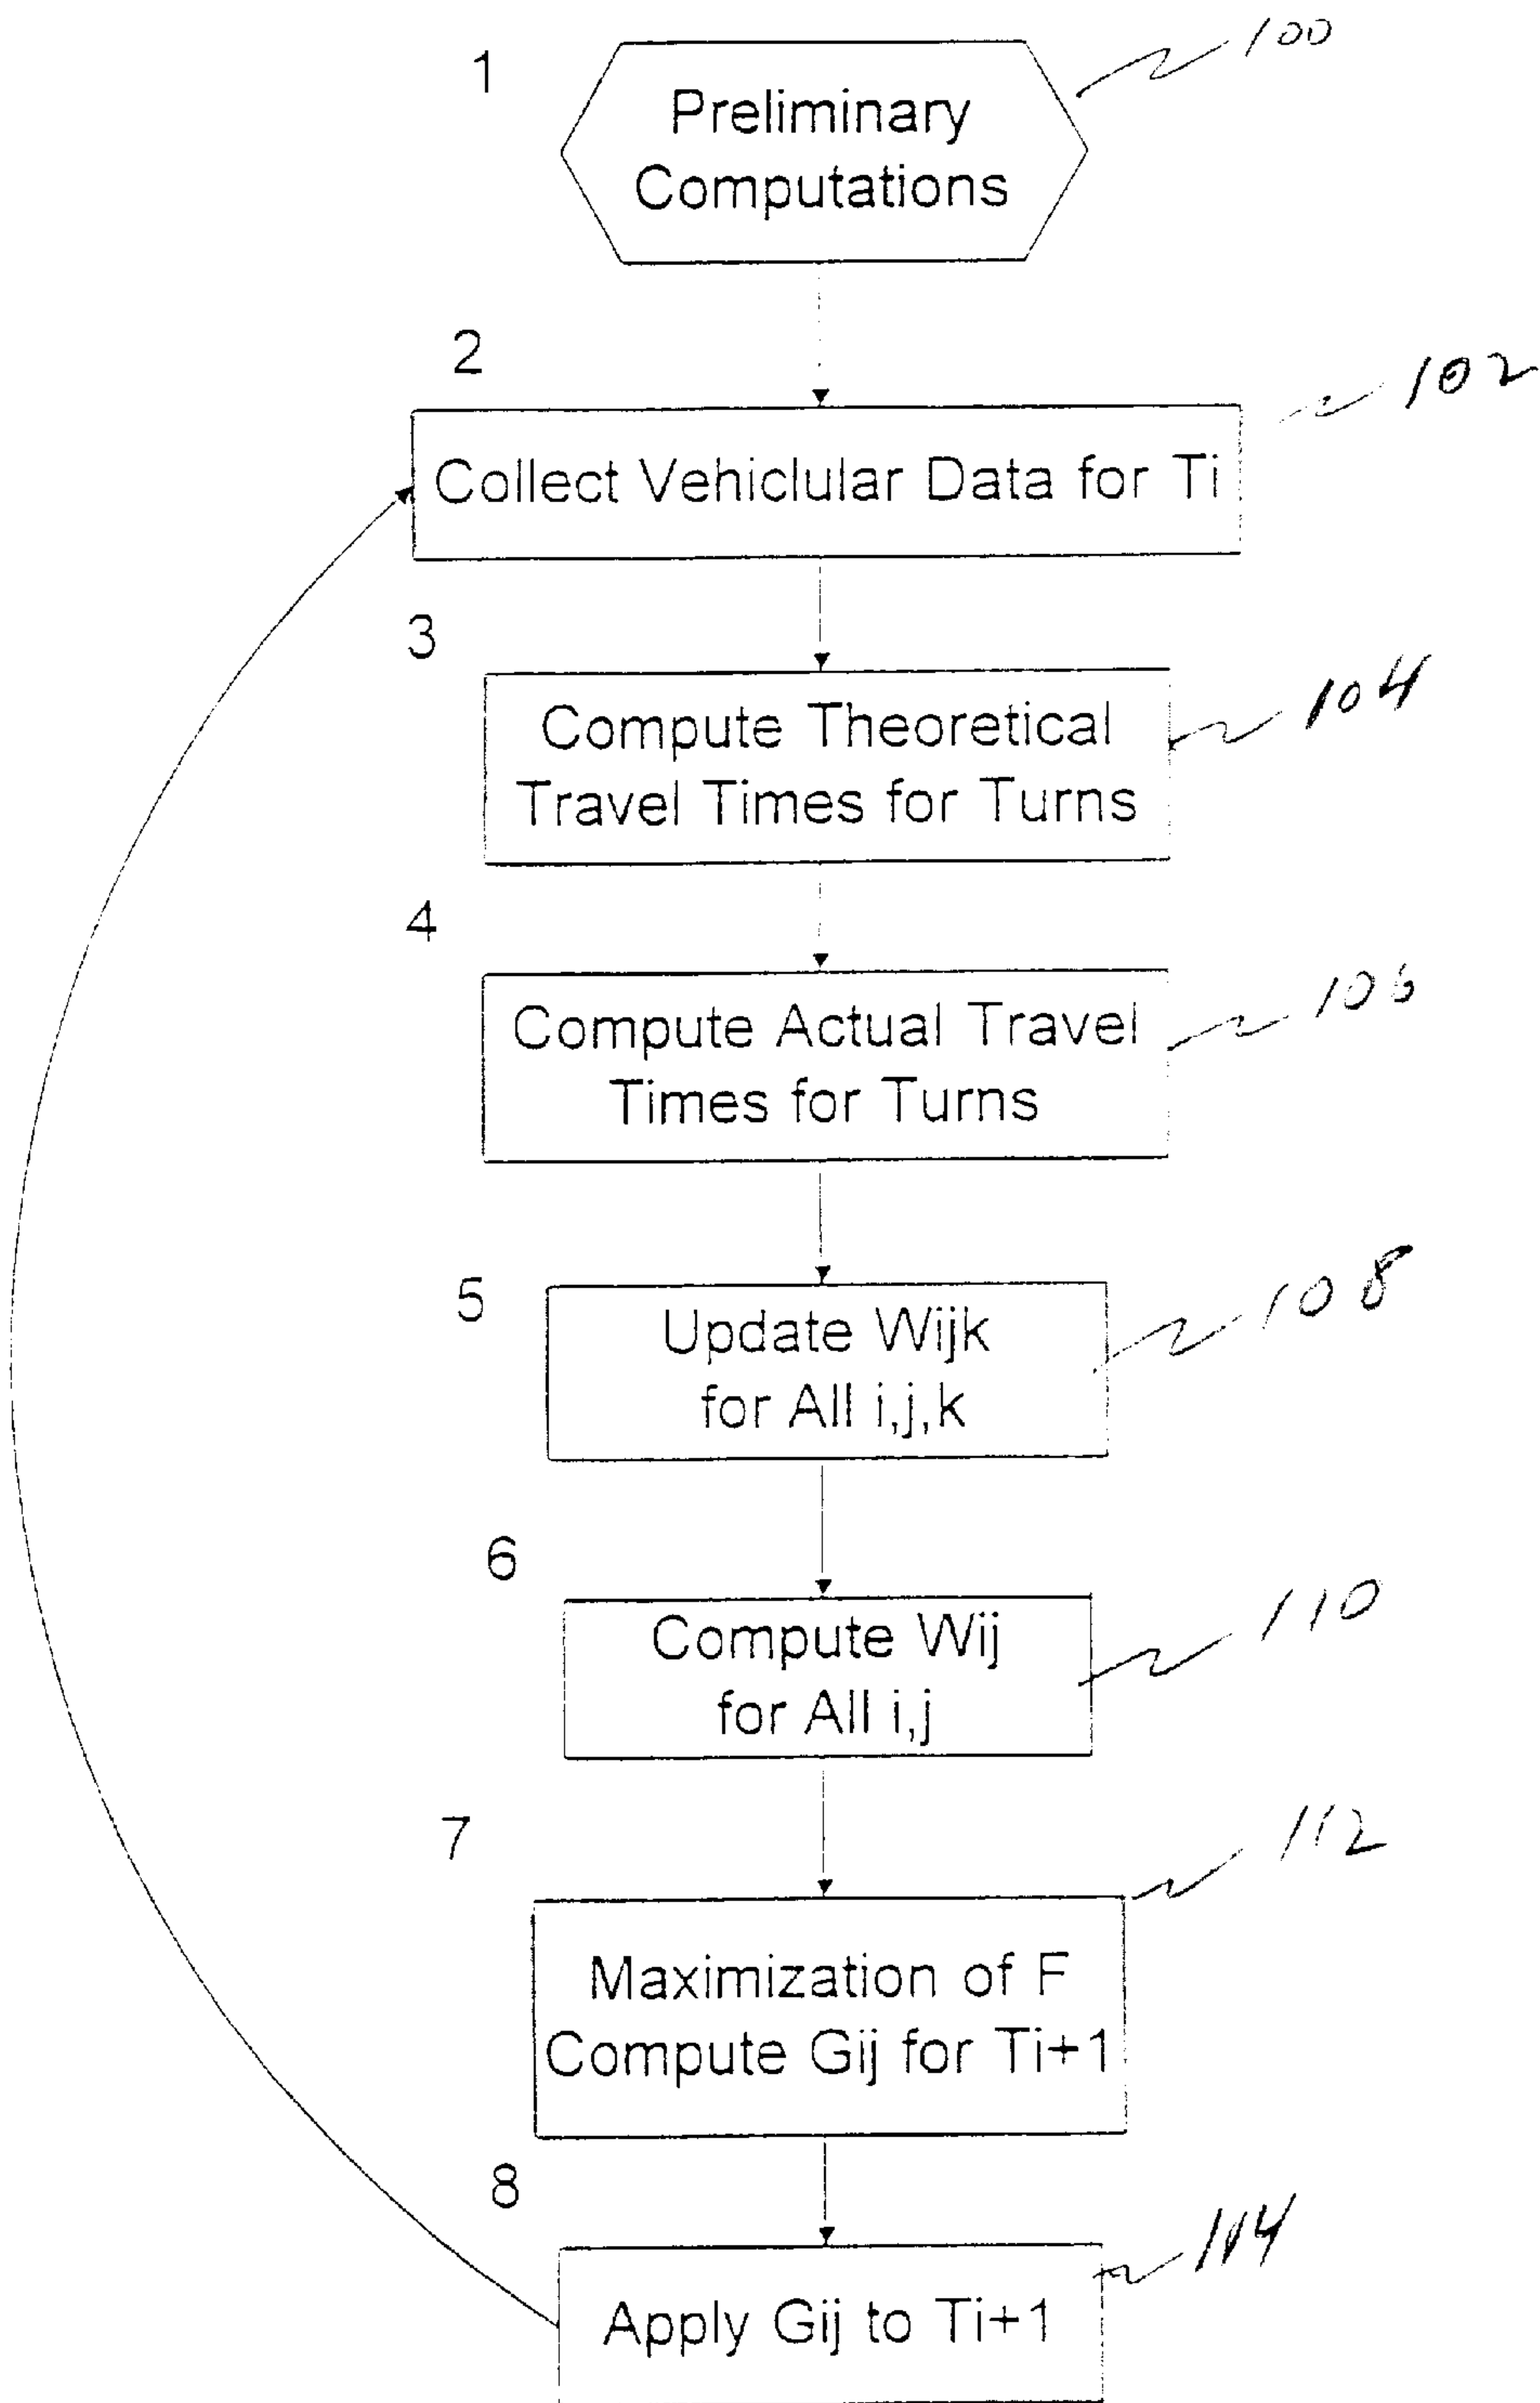 1
100
Preliminary
Computations
2
102
Collect Vehiclular Data for Ti
3
104
Compute Theoretical
Travel Times for Turns
4
106
Compute Actual Travel
Times for Turns
5
108
Update Wijk
for All i,j,k
6
110
Compute Wij
for All i,j
7
112
Maximization of F
Compute Gij for Ti+1
8
114
Apply Gij to Ti+1